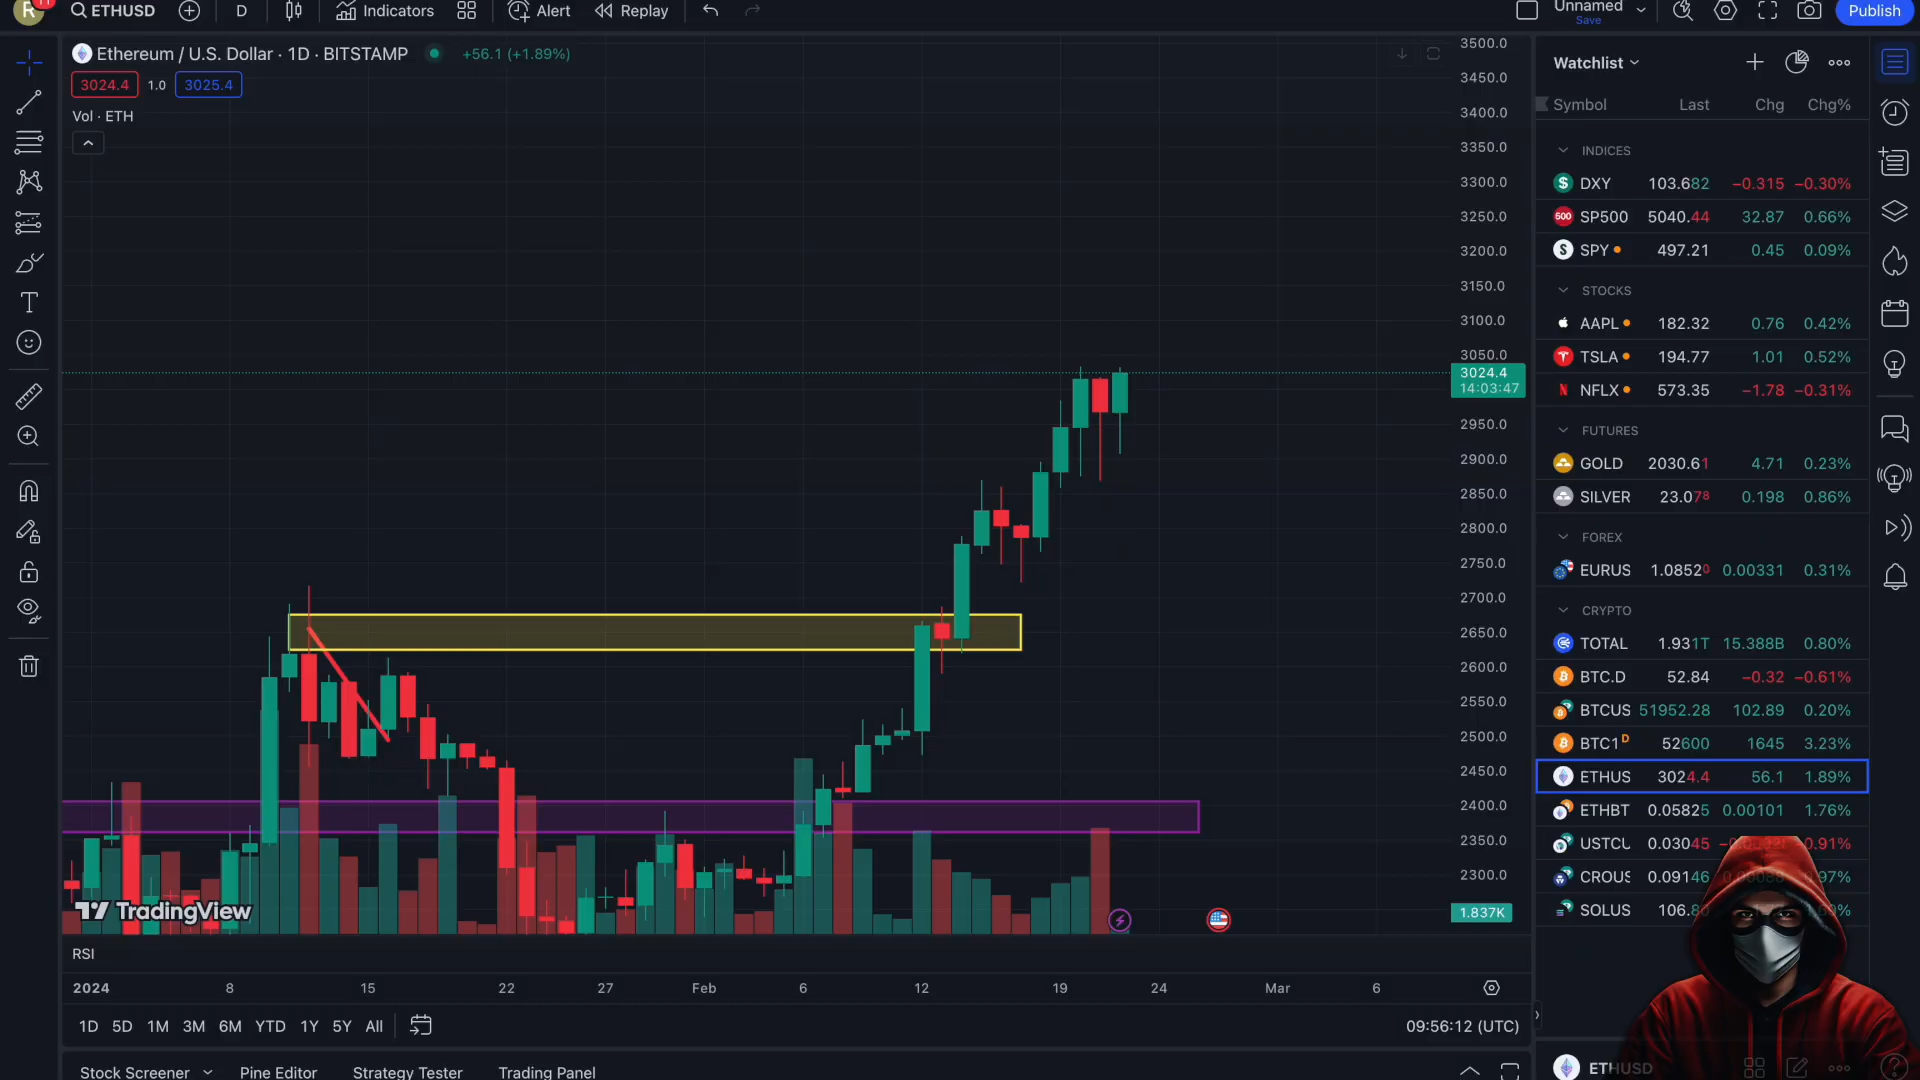 R 11 ETHUSD D Indicators Alert Replay Unnamed Save Publish
Ethereum / U.S. Dollar · 1D · BITSTAMP +56.1 (+1.89%)
3024.4 1.0 3025.4
Vol · ETH
3500.0
3450.0
3400.0
3350.0
3300.0
3250.0
3200.0
3150.0
3100.0
3050.0
3024.4
14:03:47
2950.0
2900.0
2850.0
2800.0
2750.0
2700.0
2650.0
2600.0
2550.0
2500.0
2450.0
2400.0
2350.0
2300.0
1.837K
TradingView
RSI
2024 8 15 22 27 Feb 6 12 19 24 Mar 6
1D 5D 1M 3M 6M YTD 1Y 5Y All 09:56:12 (UTC)
Stock Screener Pine Editor Strategy Tester Trading Panel
Watchlist
Symbol Last Chg Chg%
INDICES
DXY 103.682 −0.315 −0.30%
500 SP500 5040.44 32.87 0.66%
SPY 497.21 0.45 0.09%
STOCKS
AAPL 182.32 0.76 0.42%
TSLA 194.77 1.01 0.52%
NFLX 573.35 −1.78 −0.31%
FUTURES
GOLD 2030.61 4.71 0.23%
SILVER 23.078 0.198 0.86%
FOREX
EURUS 1.08520 0.00331 0.31%
CRYPTO
TOTAL 1.931T 15.388B 0.80%
BTC.D 52.84 −0.32 −0.61%
BTCUS 51952.28 102.89 0.20%
BTC1 D 52600 1645 3.23%
ETHUS 3024.4 56.1 1.89%
ETHBT 0.05825 0.00101 1.76%
USTCU 0.03045
CROUS 0.09146
SOLUS
ETHUSD